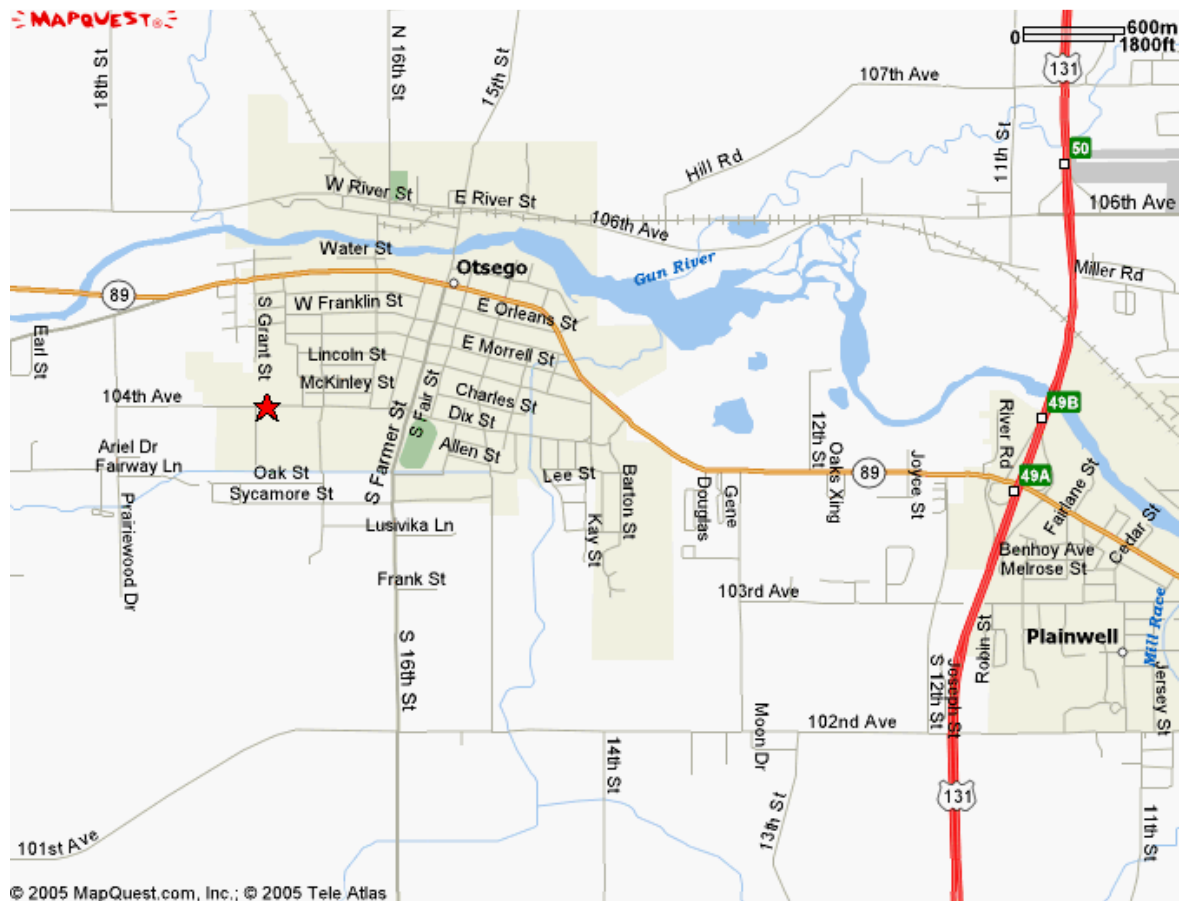 MAPQUEST®
0 600m
1800ft
18th St
N 16th St
15th St
107th Ave
131
11th St
50
Hill Rd
W River St
E River St
106th Ave
106th Ave
Water St
Otsego
Gun River
Miller Rd
89
S Grant St
W Franklin St
E Orleans St
Earl St
Lincoln St
E Morrell St
McKinley St
S Fair St
Charles St
104th Ave
49B
Dix St
12th St
River Rd
S Farmer St
Allen St
Ariel Dr
Fairway Ln
Oak St
Lee St
Barton St
Oaks Xing
89
Joyce St
49A
Sycamore St
Douglas
Gene
Fairlane St
Prairiewood Dr
Lusivika Ln
Kay St
Cedar St
Benhoy Ave
Melrose St
Frank St
103rd Ave
Mill Race
Robin St
Plainwell
S 16th St
S 12th St
Joseph St
Jersey St
Moon Dr
102nd Ave
14th St
131
13th St
11th St
101st Ave
© 2005 MapQuest.com, Inc.; © 2005 Tele Atlas